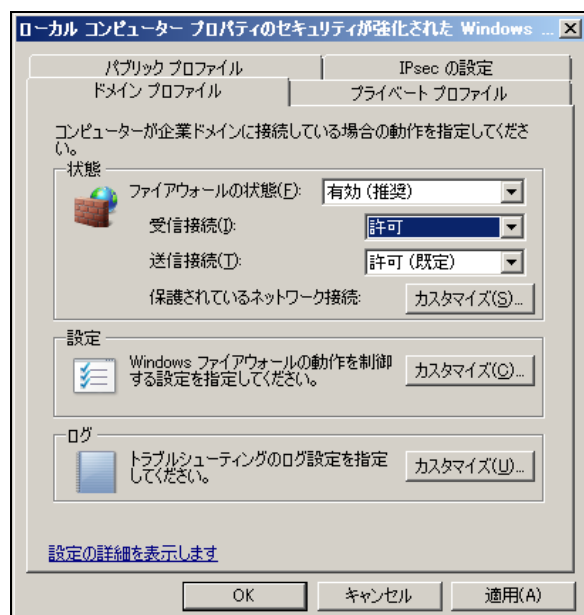 ローカル コンピューター プロパティのセキュリティが強化された Windows ...
パブリック プロファイル
IPsec の設定
ドメイン プロファイル
プライベート プロファイル
コンピューターが企業ドメインに接続している場合の動作を指定してくださ
い。
状態
ファイアウォールの状態(F):
有効 (推奨)
受信接続(I):
許可
送信接続(T):
許可 (既定)
保護されているネットワーク接続:
カスタマイズ(S)...
設定
Windows ファイアウォールの動作を制御
する設定を指定してください。
カスタマイズ(C)...
ログ
トラブルシューティングのログ設定を指定
してください。
カスタマイズ(U)...
設定の詳細を表示します
OK
キャンセル
適用(A)